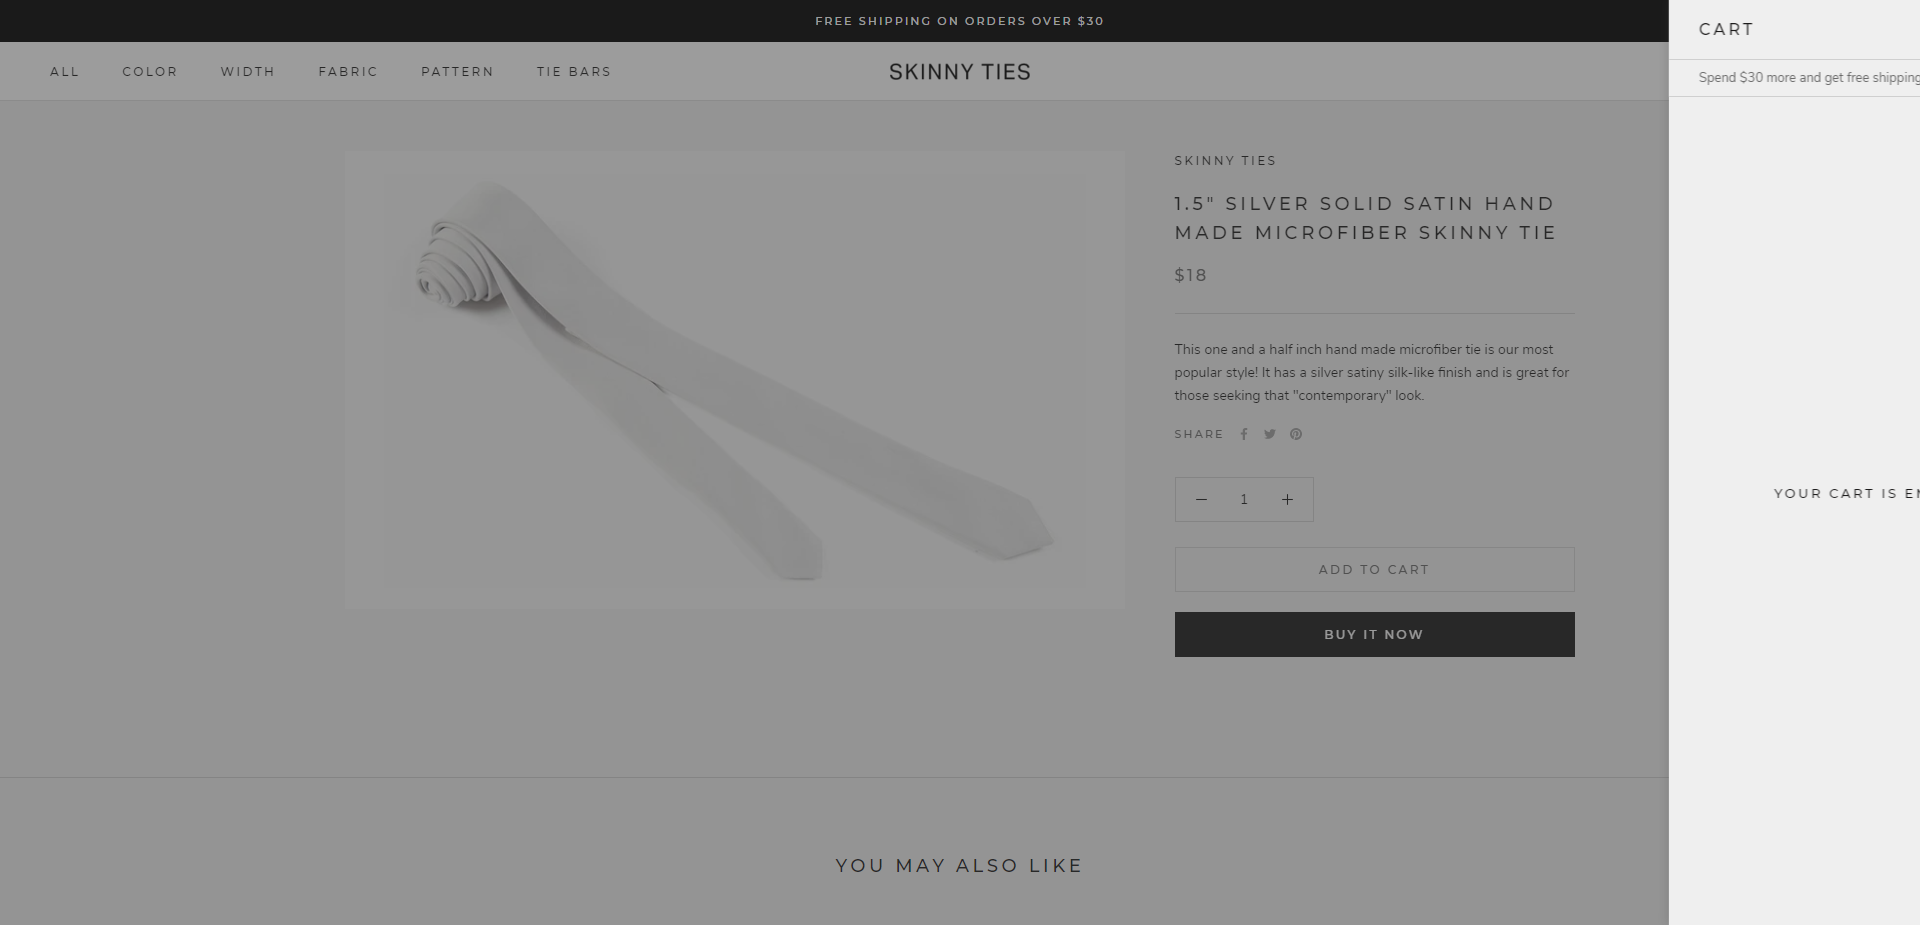 FREE SHIPPING ON ORDERS OVER $30
ALL
COLOR
WIDTH
FABRIC
PATTERN
TIE BARS
SKINNY TIES
SKINNY TIES
1.5" SILVER SOLID SATIN HAND
MADE MICROFIBER SKINNY TIE
$18
This one and a half inch hand made microfiber tie is our most
popular style! It has a silver satiny silk-like finish and is great for
those seeking that "contemporary" look.
SHARE
1
ADD TO CART
BUY IT NOW
YOU MAY ALSO LIKE
CART
Spend $30 more and get free shipping
YOUR CART IS